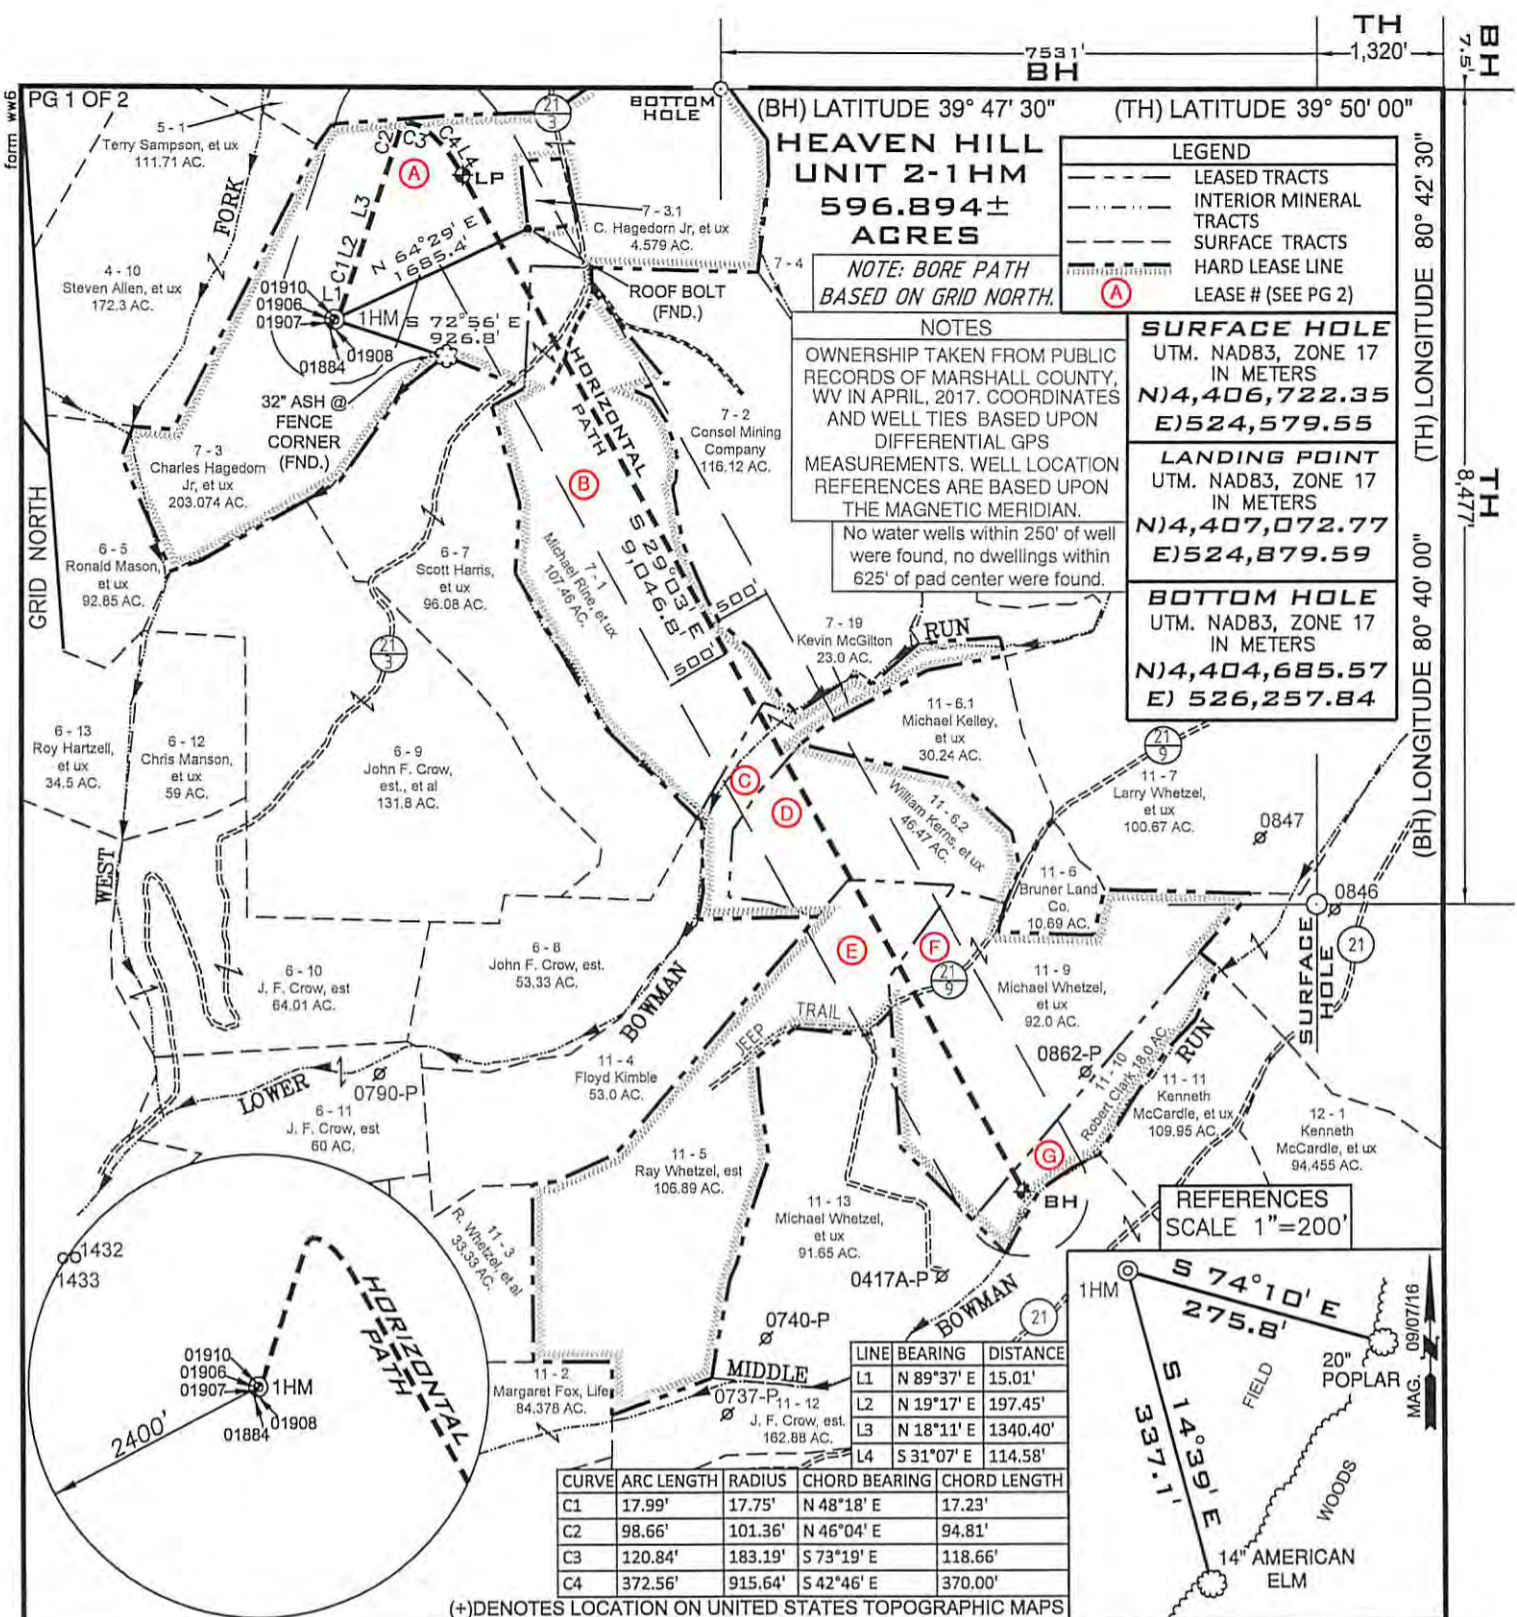 TH
1,320'
7531'
BH
BH
7.5'
form ww6
PG 1 OF 2
BOTTOM
HOLE
(BH) LATITUDE 39° 47' 30"
(TH) LATITUDE 39° 50' 00"
HEAVEN HILL
UNIT 2-1HM
596.894±
ACRES
LEGEND
LEASED TRACTS
INTERIOR MINERAL
TRACTS
SURFACE TRACTS
HARD LEASE LINE
A LEASE # (SEE PG 2)
NOTE: BORE PATH
BASED ON GRID NORTH.
NOTES
OWNERSHIP TAKEN FROM PUBLIC
RECORDS OF MARSHALL COUNTY,
WV IN APRIL, 2017. COORDINATES
AND WELL TIES BASED UPON
DIFFERENTIAL GPS
MEASUREMENTS. WELL LOCATION
REFERENCES ARE BASED UPON
THE MAGNETIC MERIDIAN.
No water wells within 250' of well
were found, no dwellings within
625' of pad center were found.
SURFACE HOLE
UTM. NAD83, ZONE 17
IN METERS
N)4,406,722.35
E)524,579.55
LANDING POINT
UTM. NAD83, ZONE 17
IN METERS
N)4,407,072.77
E)524,879.59
BOTTOM HOLE
UTM. NAD83, ZONE 17
IN METERS
N)4,404,685.57
E) 526,257.84
(TH) LONGITUDE 80° 42' 30"
(BH) LONGITUDE 80° 40' 00"
TH
8,477'
5 - 1
Terry Sampson, et ux
111.71 AC.
FORK
4 - 10
Steven Allen, et ux
172.3 AC.
C2
C3
C4
L4
LP
A
L3
C1
L2
L1
N 64°29' E
1685.4'
21
3
7 - 3.1
C. Hagedorn Jr, et ux
4.579 AC.
7 - 4
ROOF BOLT
(FND.)
01910
01906
01907
1HM
01908
01884
S 72°56' E
926.8'
32" ASH @
FENCE
CORNER
(FND.)
7 - 3
Charles Hagedorn
Jr, et ux
203.074 AC.
GRID NORTH
HORIZONTAL
PATH
S 29°03' E
9,046.8'
7 - 2
Consol Mining
Company
116.12 AC.
B
7 - 1
Michael Rine, et ux
107.46 AC.
500'
500'
6 - 5
Ronald Mason,
et ux
92.85 AC.
6 - 7
Scott Harris,
et ux
96.08 AC.
21
3
7 - 19
Kevin McGilton
23.0 AC.
RUN
11 - 6.1
Michael Kelley,
et ux
30.24 AC.
6 - 13
Roy Hartzell,
et ux
34.5 AC.
6 - 12
Chris Manson,
et ux
59 AC.
6 - 9
John F. Crow,
est., et al
131.8 AC.
C
D
11 - 6.2
William Kerns, et ux
46.47 AC.
21
9
11 - 7
Larry Whetzel,
et ux
100.67 AC.
0847
0846
11 - 6
Bruner Land
Co.
10.69 AC.
WEST
6 - 10
J. F. Crow, est
64.01 AC.
6 - 8
John F. Crow, est.
53.33 AC.
BOWMAN
E
F
21
9
11 - 9
Michael Whetzel,
et ux
92.0 AC.
SURFACE
HOLE
21
JEEP
TRAIL
0862-P
11 - 10
Robert Clark 18.0 AC
RUN
11 - 4
Floyd Kimble
53.0 AC.
LOWER
0790-P
6 - 11
J. F. Crow, est
60 AC.
11 - 11
Kenneth
McCardle, et ux
109.95 AC.
12 - 1
Kenneth
McCardle, et ux
94.455 AC.
11 - 5
Ray Whetzel, est
106.89 AC.
G
BH
11 - 3
R. Whetzel, et al
33.33 AC.
11 - 13
Michael Whetzel,
et ux
91.65 AC.
0417A-P
BOWMAN
21
0740-P
MIDDLE
0737-P
11 - 2
Margaret Fox, Life
84.378 AC.
11 - 12
J. F. Crow, est.
162.88 AC.
1432
1433
HORIZONTAL
PATH
01910
01906
01907
1HM
01908
01884
2400'
REFERENCES
SCALE 1"=200'
1HM
S 74°10' E
275.8'
20"
POPLAR
FIELD
S 14°39' E
337.1'
WOODS
14" AMERICAN
ELM
MAG. 09/07/16
LINE BEARING DISTANCE
L1 N 89°37' E 15.01'
L2 N 19°17' E 197.45'
L3 N 18°11' E 1340.40'
L4 S 31°07' E 114.58'
CURVE ARC LENGTH RADIUS CHORD BEARING CHORD LENGTH
C1 17.99' 17.75' N 48°18' E 17.23'
C2 98.66' 101.36' N 46°04' E 94.81'
C3 120.84' 183.19' S 73°19' E 118.66'
C4 372.56' 915.64' S 42°46' E 370.00'
(+)DENOTES LOCATION ON UNITED STATES TOPOGRAPHIC MAPS